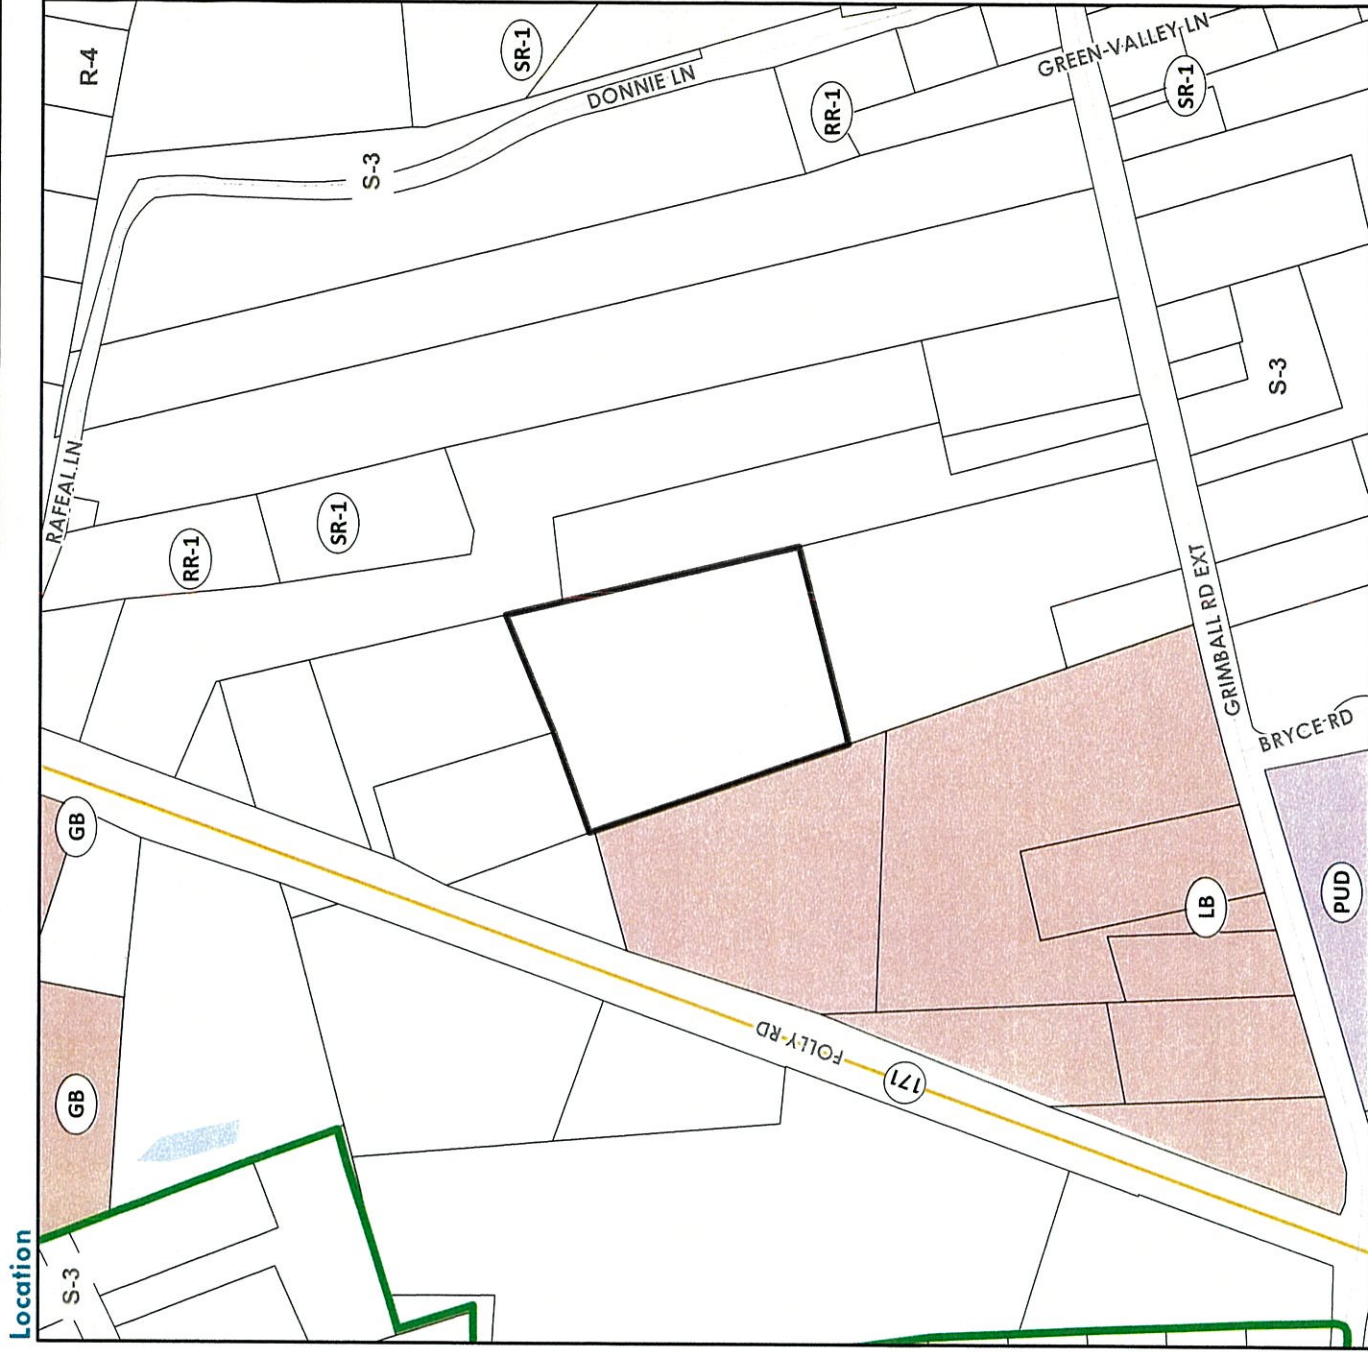 Location
S-3
GB
GB
RAFEAL LN
RR-1
SR-1
R-4
S-3
SR-1
DONNIE LN
RR-1
GREEN VALLEY LN
SR-1
S-3
GRIMBALL RD EXT
BRYCE RD
LB
PUD
FOLLY RD
171